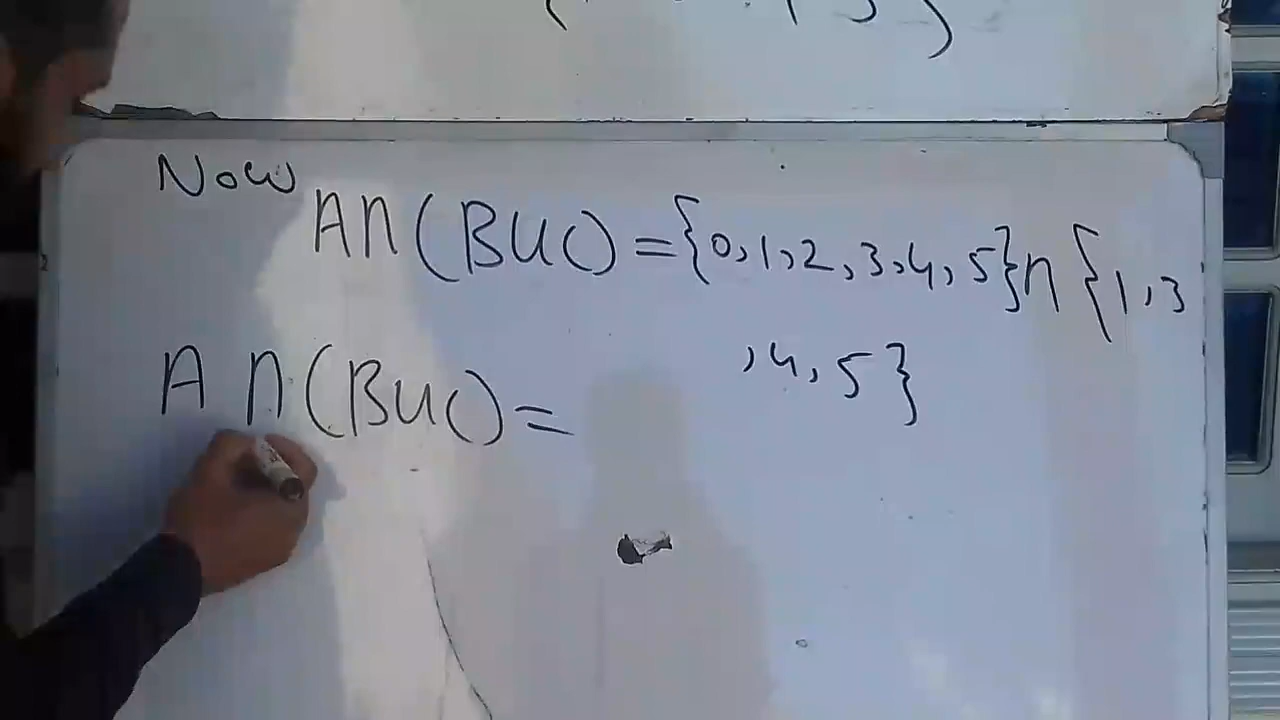 Now
A∩(BUC)={0,1,2,3,4,5}∩{1,3
,4,5}
A ∩(BUC)=